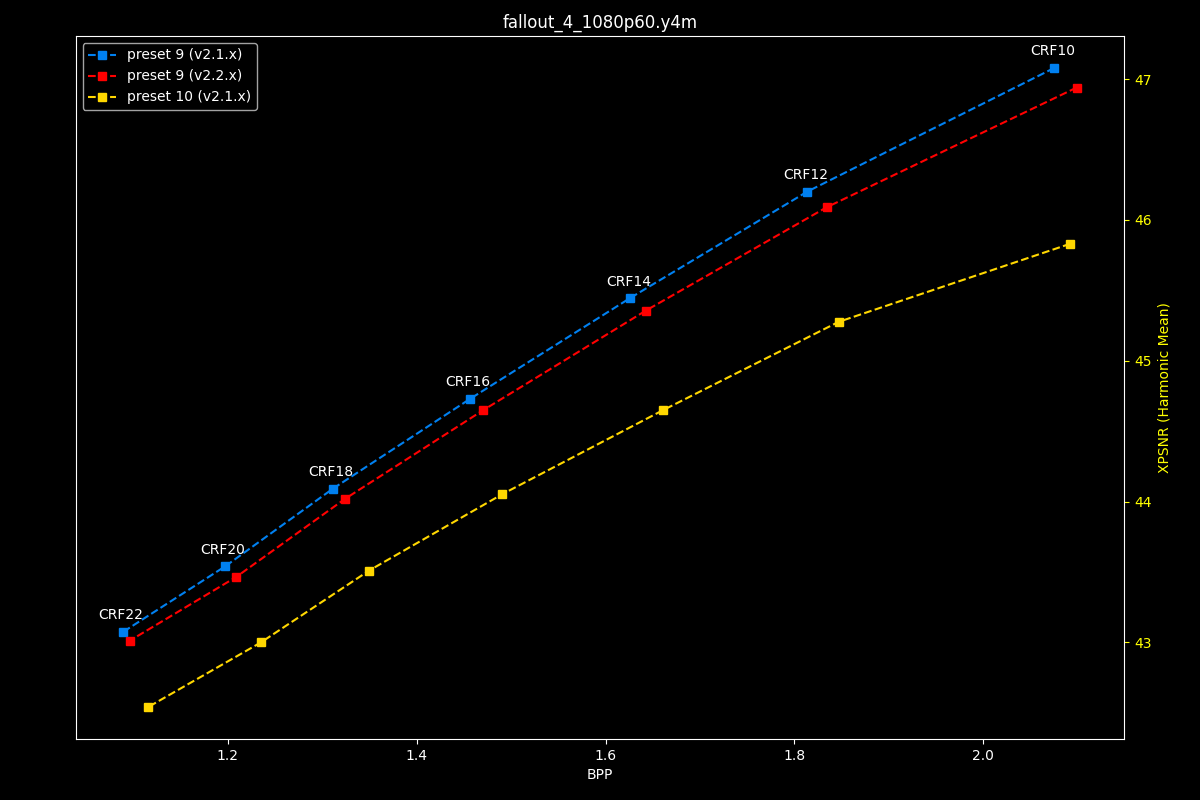 fallout_4_1080p60.y4m
preset 9 (v2.1.x)
preset 9 (v2.2.x)
preset 10 (v2.1.x)
CRF10
CRF12
CRF14
CRF16
CRF18
CRF20
CRF22
47
46
45
44
43
XPSNR (Harmonic Mean)
1.2
1.4
1.6
1.8
2.0
BPP